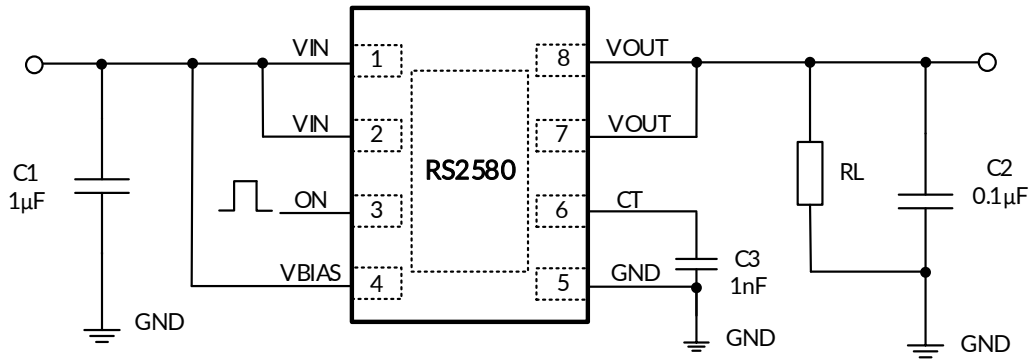 VIN
VOUT
1
8
VIN
VOUT
2
7
RS2580
C1
1µF
RL
C2
0.1µF
ON
CT
3
6
VBIAS
GND
4
5
C3
1nF
GND
GND
GND